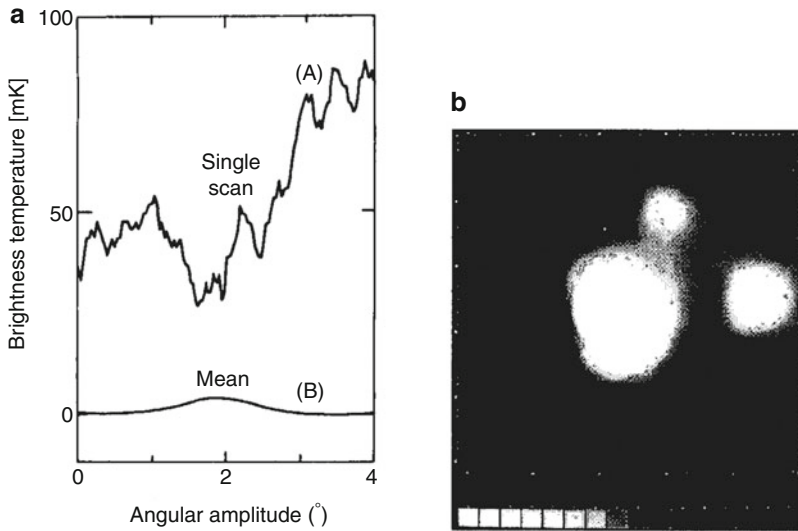 a
100
50
0
Brightness temperature [mK]
(A)
Single
scan
Mean
(B)
0
2
4
Angular amplitude (°)
b